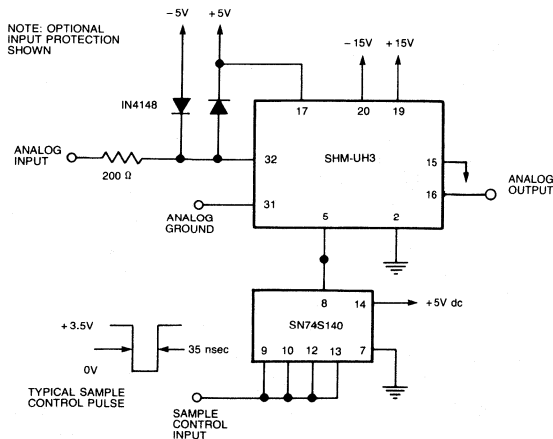 NOTE: OPTIONAL
INPUT PROTECTION
SHOWN
−5V
+5V
−15V
+15V
IN4148
17
20
19
ANALOG
INPUT
200 Ω
32
SHM-UH3
15
16
ANALOG
OUTPUT
31
ANALOG
GROUND
5
2
8
14
+5V dc
SN74S140
+3.5V
35 nsec
0V
9
10
12
13
7
TYPICAL SAMPLE
CONTROL PULSE
SAMPLE
CONTROL
INPUT